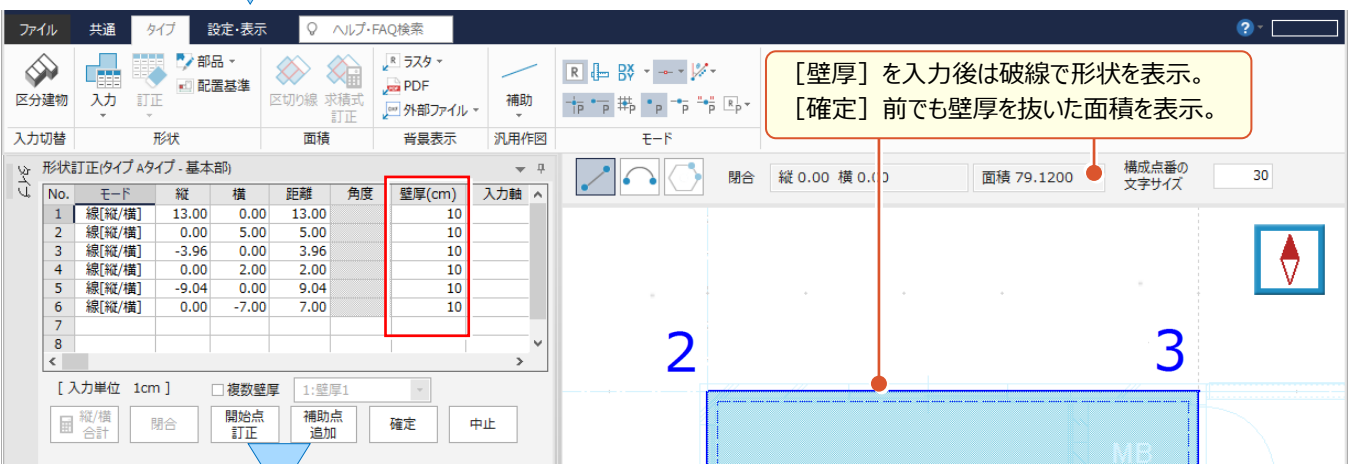 ファイル 共通 タイプ 設定・表示 ヘルプ・FAQ検索 ?
区分建物 入力 訂正 部品 配置基準 区切り線 求積式訂正 R ラスタ PDF 外部ファイル 補助
入力切替 形状 面積 背景表示 汎用作図 モード
［壁厚］を入力後は破線で形状を表示。
［確定］前でも壁厚を抜いた面積を表示。
タイプ
形状訂正(タイプ Aタイプ - 基本部)
No. モード 縦 横 距離 角度 壁厚(cm) 入力軸
1 線[縦/横] 13.00 0.00 13.00 10
2 線[縦/横] 0.00 5.00 5.00 10
3 線[縦/横] -3.96 0.00 3.96 10
4 線[縦/横] 0.00 2.00 2.00 10
5 線[縦/横] -9.04 0.00 9.04 10
6 線[縦/横] 0.00 -7.00 7.00 10
7
8
[ 入力単位 1cm ] 複数壁厚 1:壁厚1
縦/横合計 閉合 開始点訂正 補助点追加 確定 中止
閉合 縦 0.00 横 0.00 面積 79.1200 構成点番の文字サイズ 30
2 3
MB